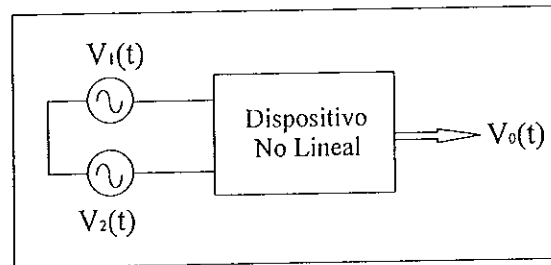 V₁(t)
Dispositivo
No Lineal
V₀(t)
V₂(t)